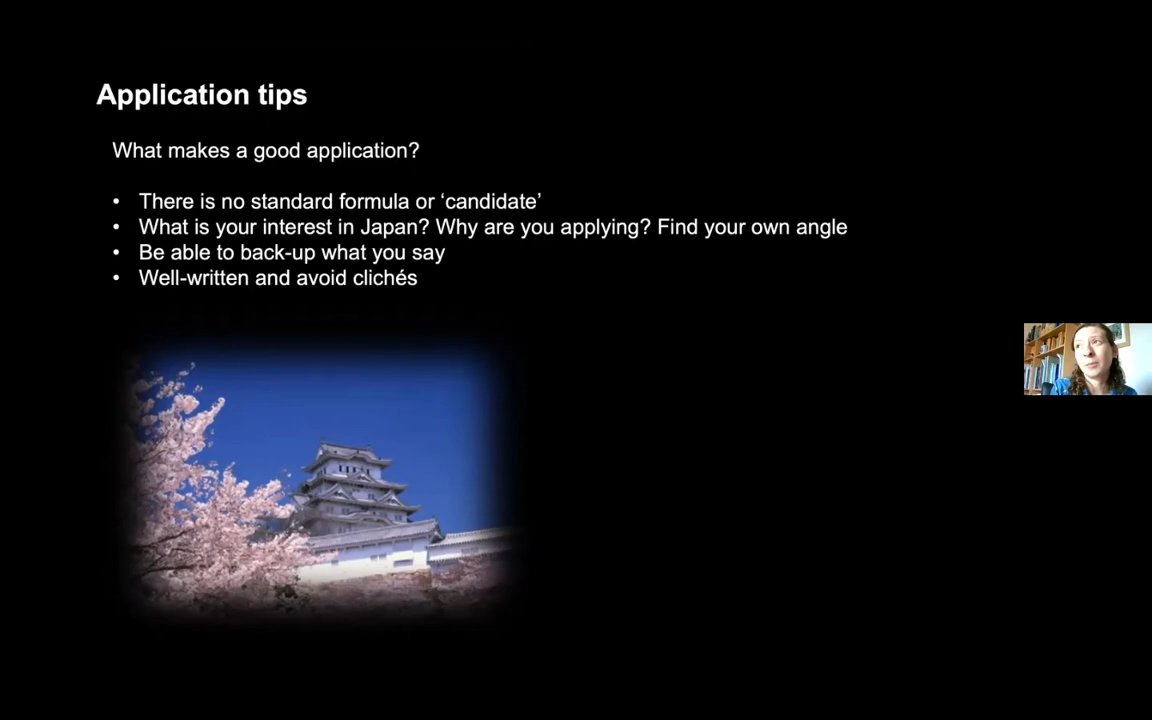 Application tips
What makes a good application?
• There is no standard formula or ‘candidate’
• What is your interest in Japan? Why are you applying? Find your own angle
• Be able to back-up what you say
• Well-written and avoid clichés